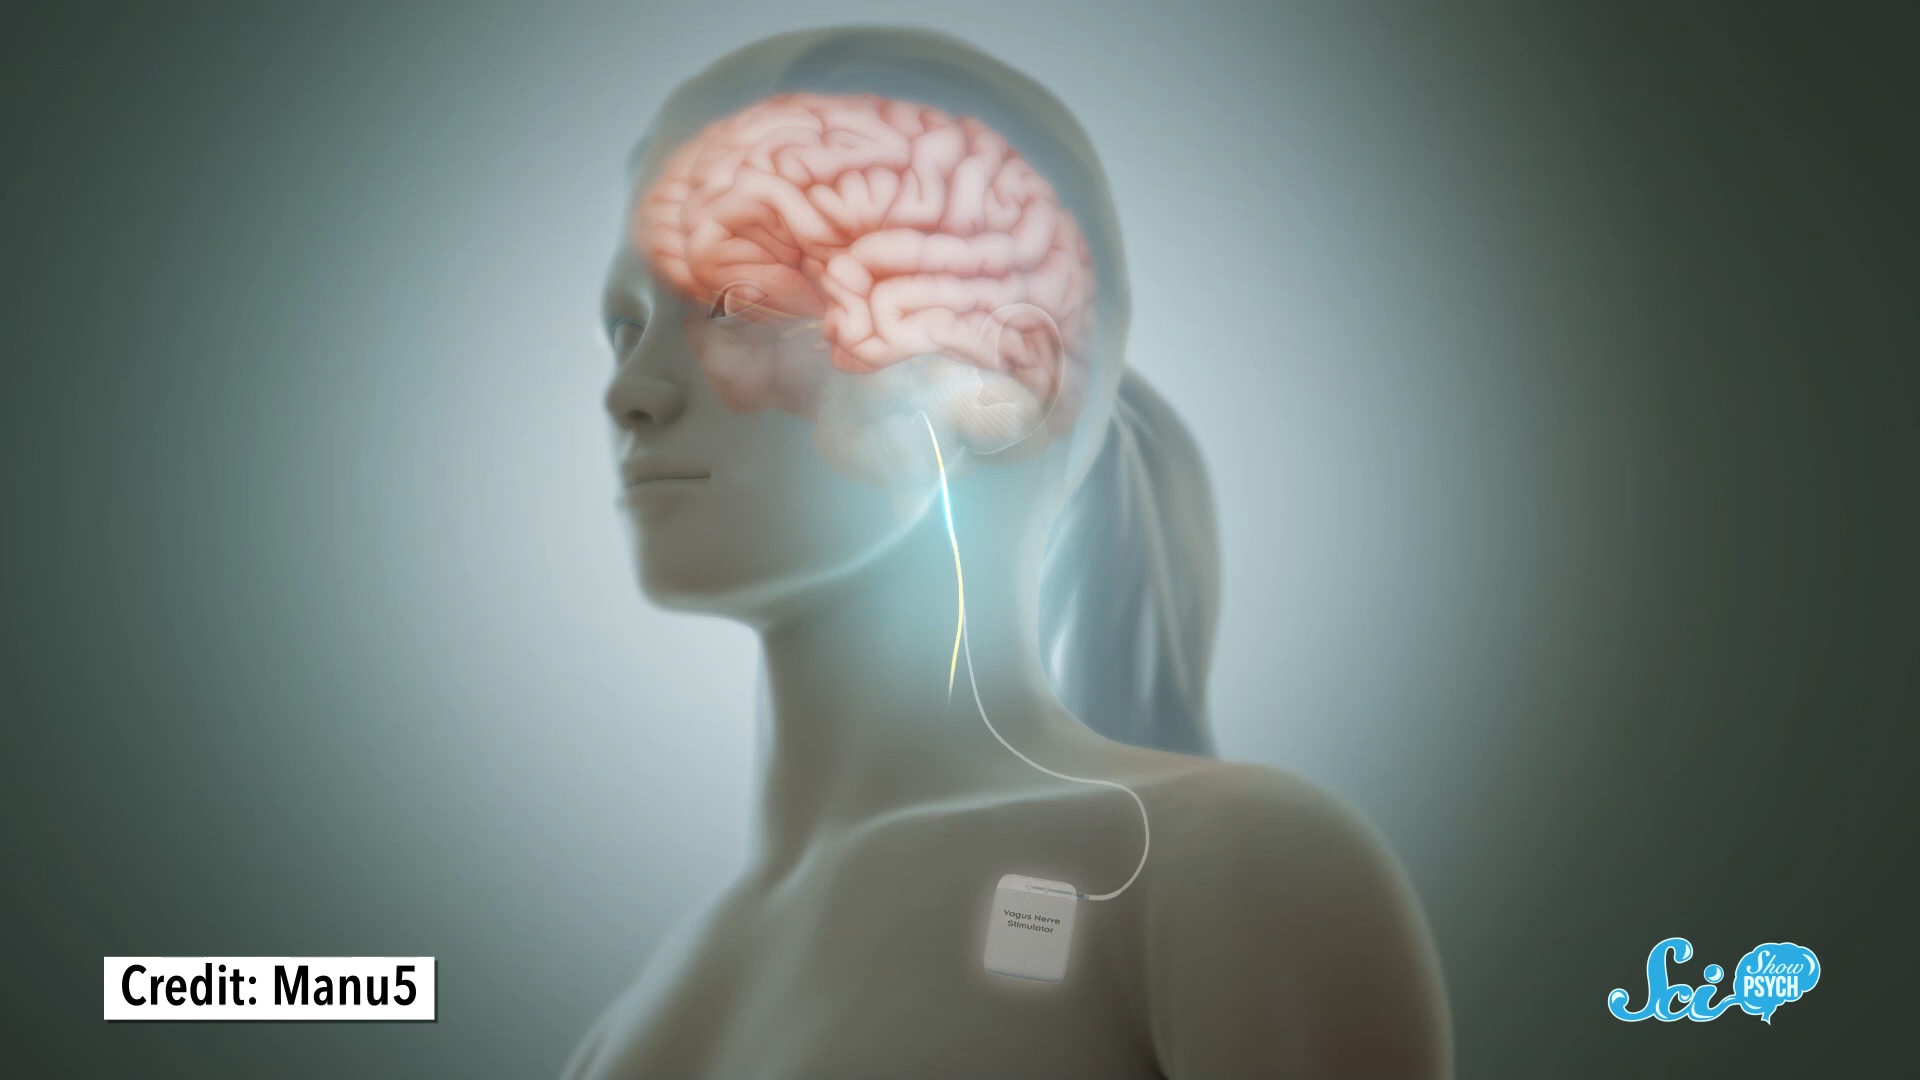 Vagus Nerve
Stimulator
Credit: Manu5
Sci
Show
PSYCH